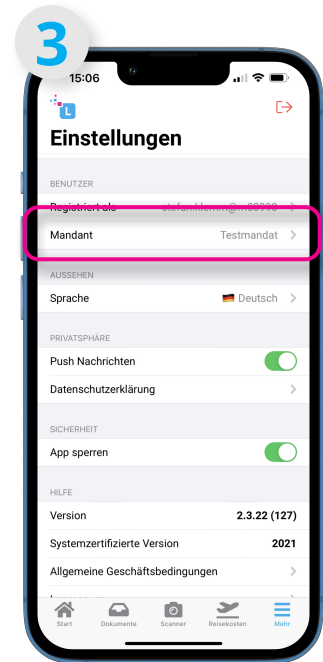 3
15:06
L
Einstellungen
BENUTZER
Registriert als
Mandant Testmandat
AUSSEHEN
Sprache Deutsch
PRIVATSPHÄRE
Push Nachrichten
Datenschutzerklärung
SICHERHEIT
App sperren
HILFE
Version 2.3.22 (127)
Systemzertifizierte Version 2021
Allgemeine Geschäftsbedingungen
Start Dokumente Scanner Reisekosten Mehr